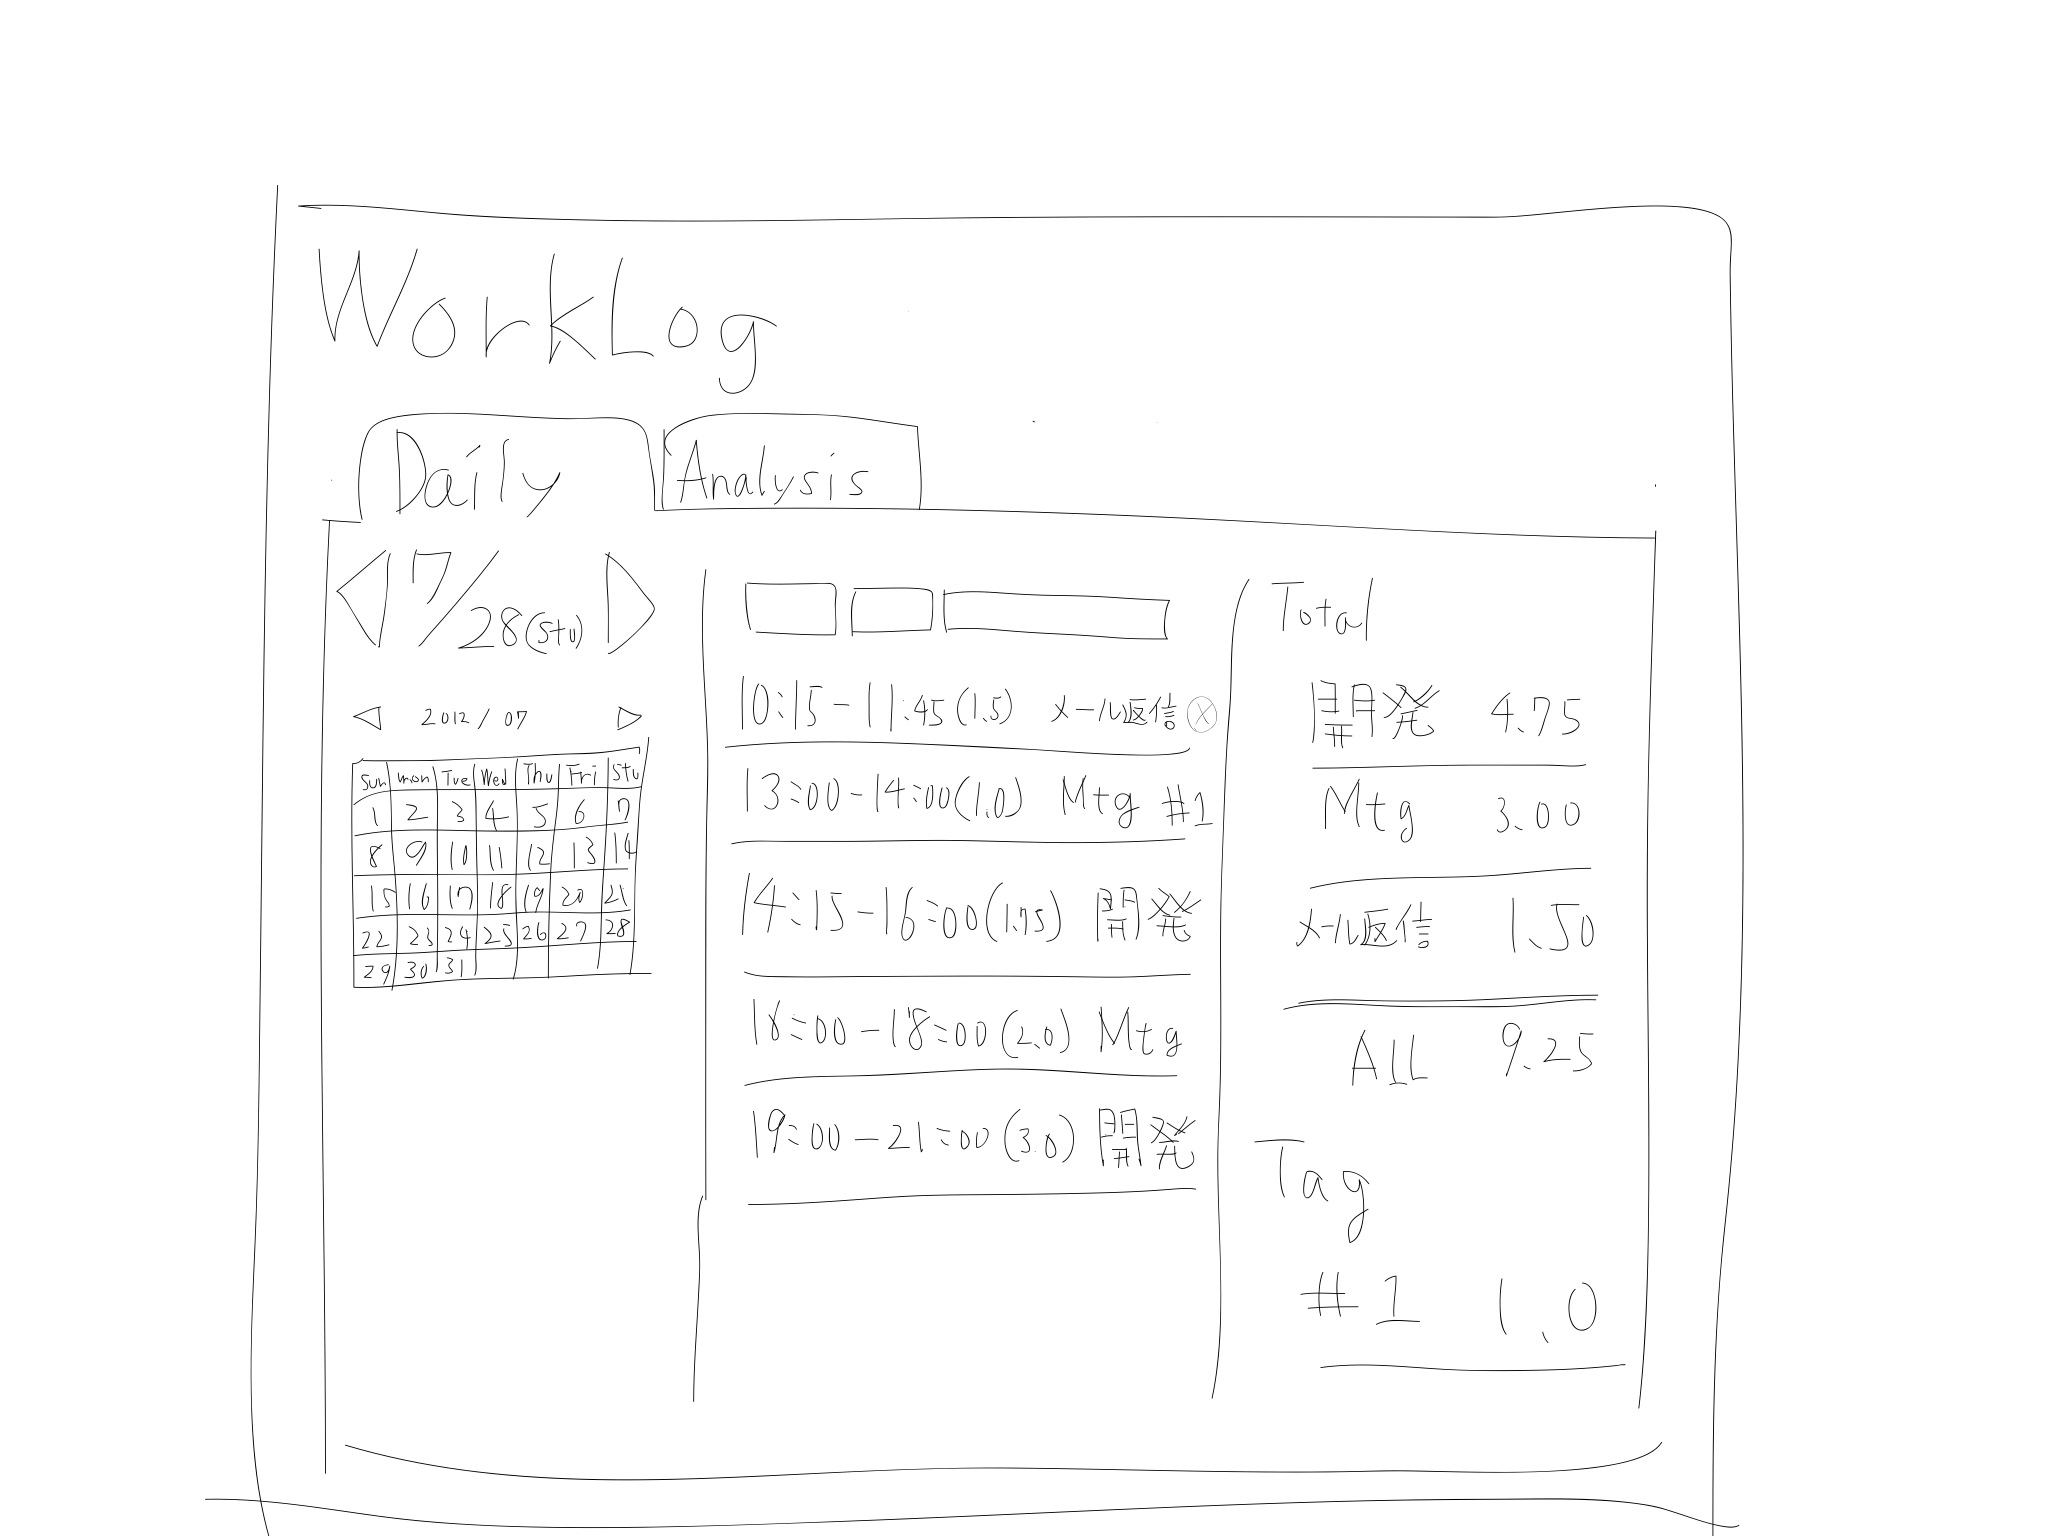 WorkLog
Daily
Analysis
7/28(Stu)
2012/07
Sun mon Tue Wed Thu Fri Stu
1 2 3 4 5 6 7
8 9 10 11 12 13 14
15 16 17 18 19 20 21
22 23 24 25 26 27 28
29 30 31
10:15-11:45(1.5) メール返信 X
13:00-14:00(1.0) Mtg #1
14:15-16:00(1.75) 開発
16:00-18:00(2.0) Mtg
19:00-21:00(3.0) 開発
Total
開発 4.75
Mtg 3.00
メール返信 1.50
All 9.25
Tag
#1 1.0